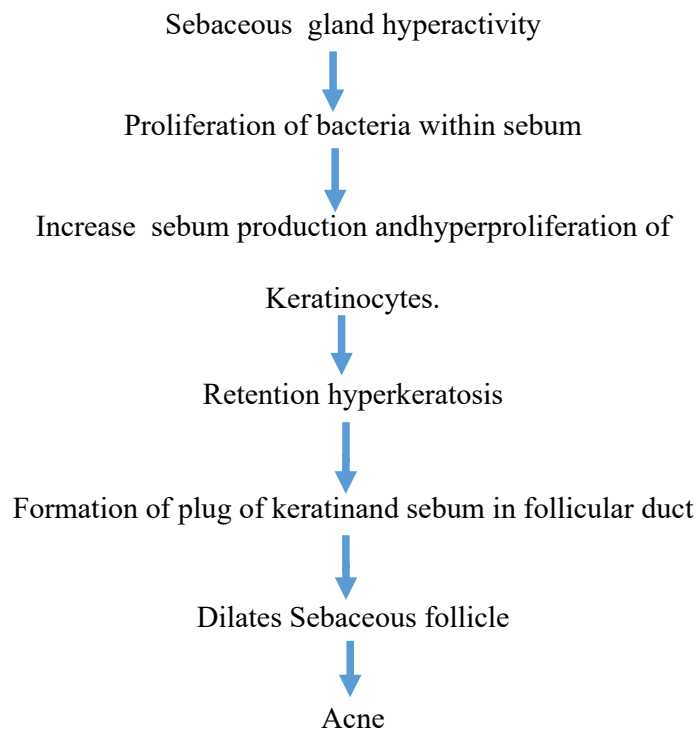 Sebaceous  gland hyperactivity
Proliferation of bacteria within sebum
Increase  sebum production andhyperproliferation of
Keratinocytes.
Retention hyperkeratosis
Formation of plug of keratinand sebum in follicular duct
Dilates Sebaceous follicle
Acne